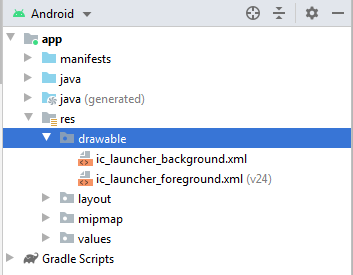 Android
app
manifests
java
java (generated)
res
drawable
ic_launcher_background.xml
ic_launcher_foreground.xml (v24)
layout
mipmap
values
Gradle Scripts